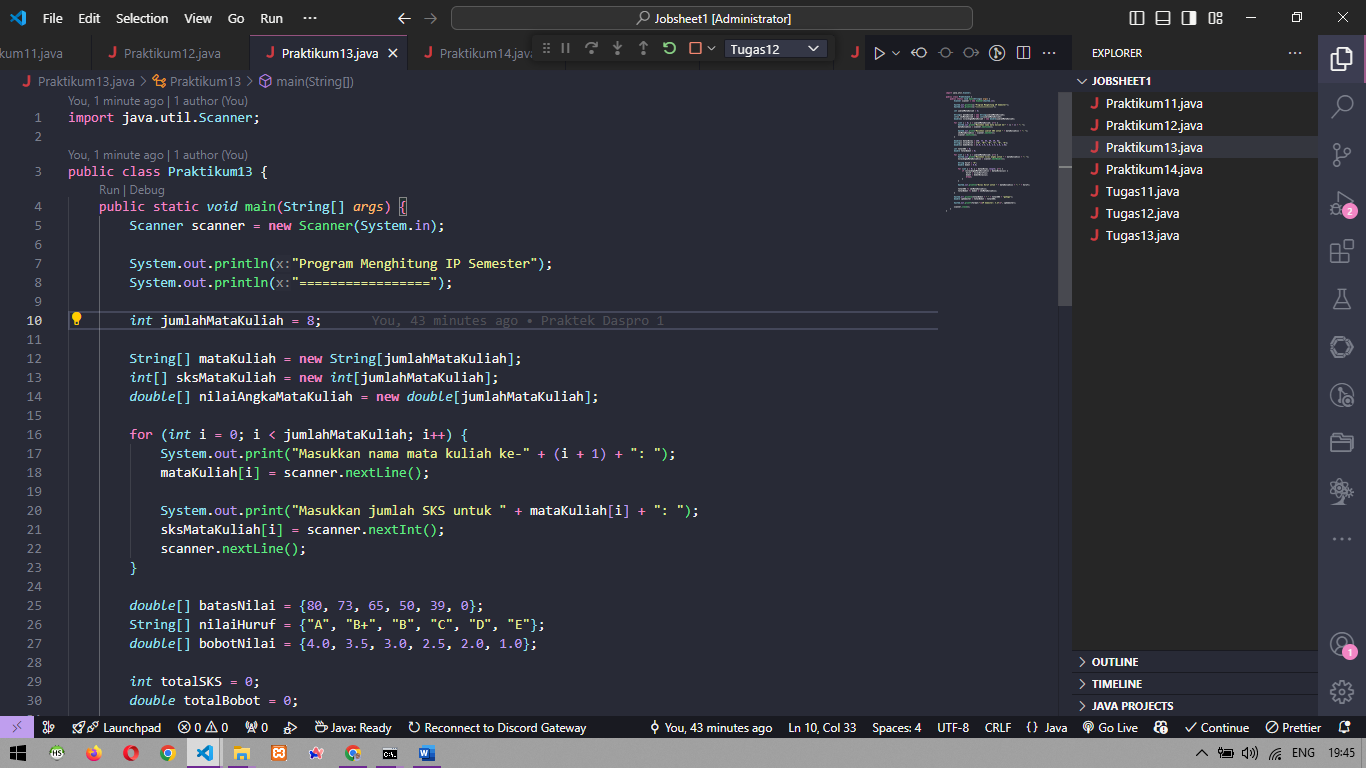 File Edit Selection View Go Run ··· Jobsheet1 [Administrator]
kum11.java Praktikum12.java Praktikum13.java Praktikum14.java Tugas12
Praktikum13.java > Praktikum13 > main(String[])
You, 1 minute ago | 1 author (You)
1 import java.util.Scanner;
2
You, 1 minute ago | 1 author (You)
3 public class Praktikum13 {
Run | Debug
4 public static void main(String[] args) {
5 Scanner scanner = new Scanner(System.in);
6
7 System.out.println(x:"Program Menghitung IP Semester");
8 System.out.println(x:"=================");
9
10 int jumlahMataKuliah = 8; You, 43 minutes ago • Praktek Daspro 1
11
12 String[] mataKuliah = new String[jumlahMataKuliah];
13 int[] sksMataKuliah = new int[jumlahMataKuliah];
14 double[] nilaiAngkaMataKuliah = new double[jumlahMataKuliah];
15
16 for (int i = 0; i < jumlahMataKuliah; i++) {
17 System.out.print("Masukkan nama mata kuliah ke-" + (i + 1) + ": ");
18 mataKuliah[i] = scanner.nextLine();
19
20 System.out.print("Masukkan jumlah SKS untuk " + mataKuliah[i] + ": ");
21 sksMataKuliah[i] = scanner.nextInt();
22 scanner.nextLine();
23 }
24
25 double[] batasNilai = {80, 73, 65, 50, 39, 0};
26 String[] nilaiHuruf = {"A", "B+", "B", "C", "D", "E"};
27 double[] bobotNilai = {4.0, 3.5, 3.0, 2.5, 2.0, 1.0};
28
29 int totalSKS = 0;
30 double totalBobot = 0;
EXPLORER ···
JOBSHEET1
Praktikum11.java
Praktikum12.java
Praktikum13.java
Praktikum14.java
Tugas11.java
Tugas12.java
Tugas13.java
OUTLINE
TIMELINE
JAVA PROJECTS
2
1
Launchpad 0 0 0 Java: Ready Reconnect to Discord Gateway You, 43 minutes ago Ln 10, Col 33 Spaces: 4 UTF-8 CRLF {} Java Go Live Continue Prettier
ENG 19:45